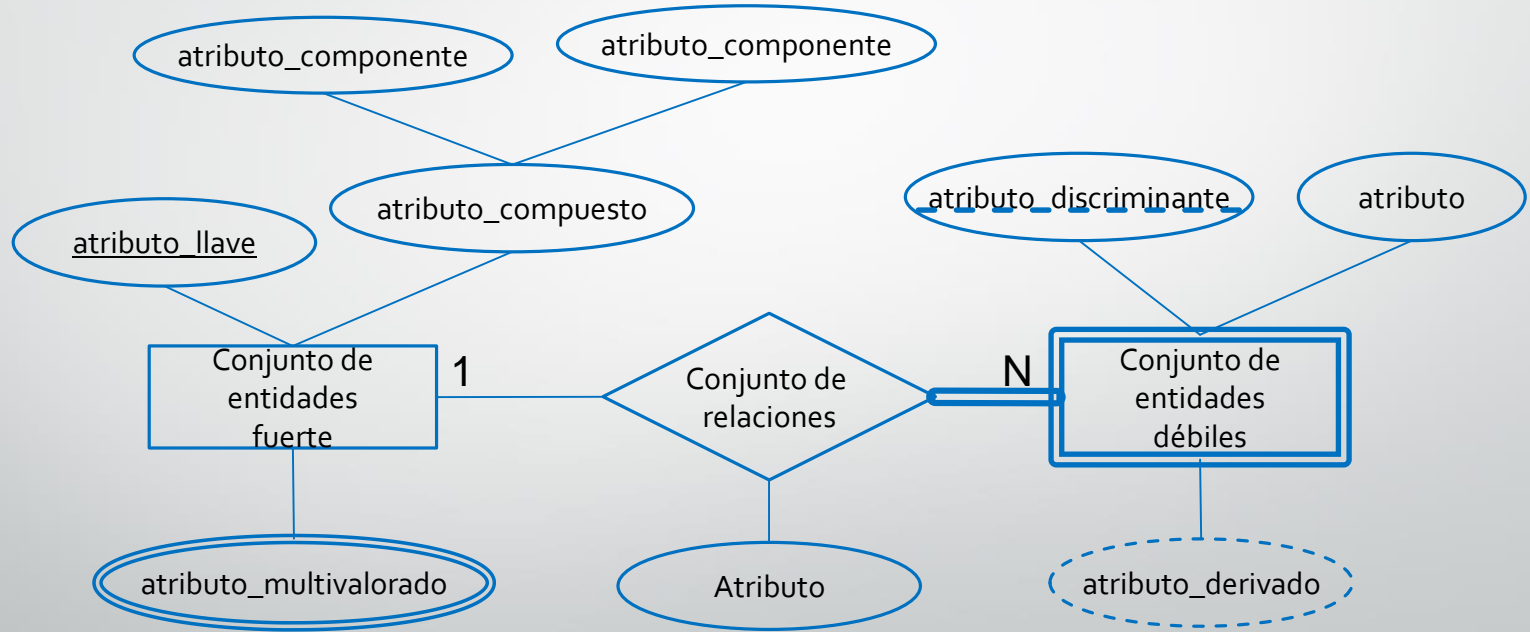 atributo_componente
atributo_componente
atributo_compuesto
atributo_discriminante
atributo
atributo_llave
Conjunto de
entidades
fuerte
1
Conjunto de
relaciones
N
Conjunto de
entidades
débiles
atributo_multivalorado
Atributo
atributo_derivado